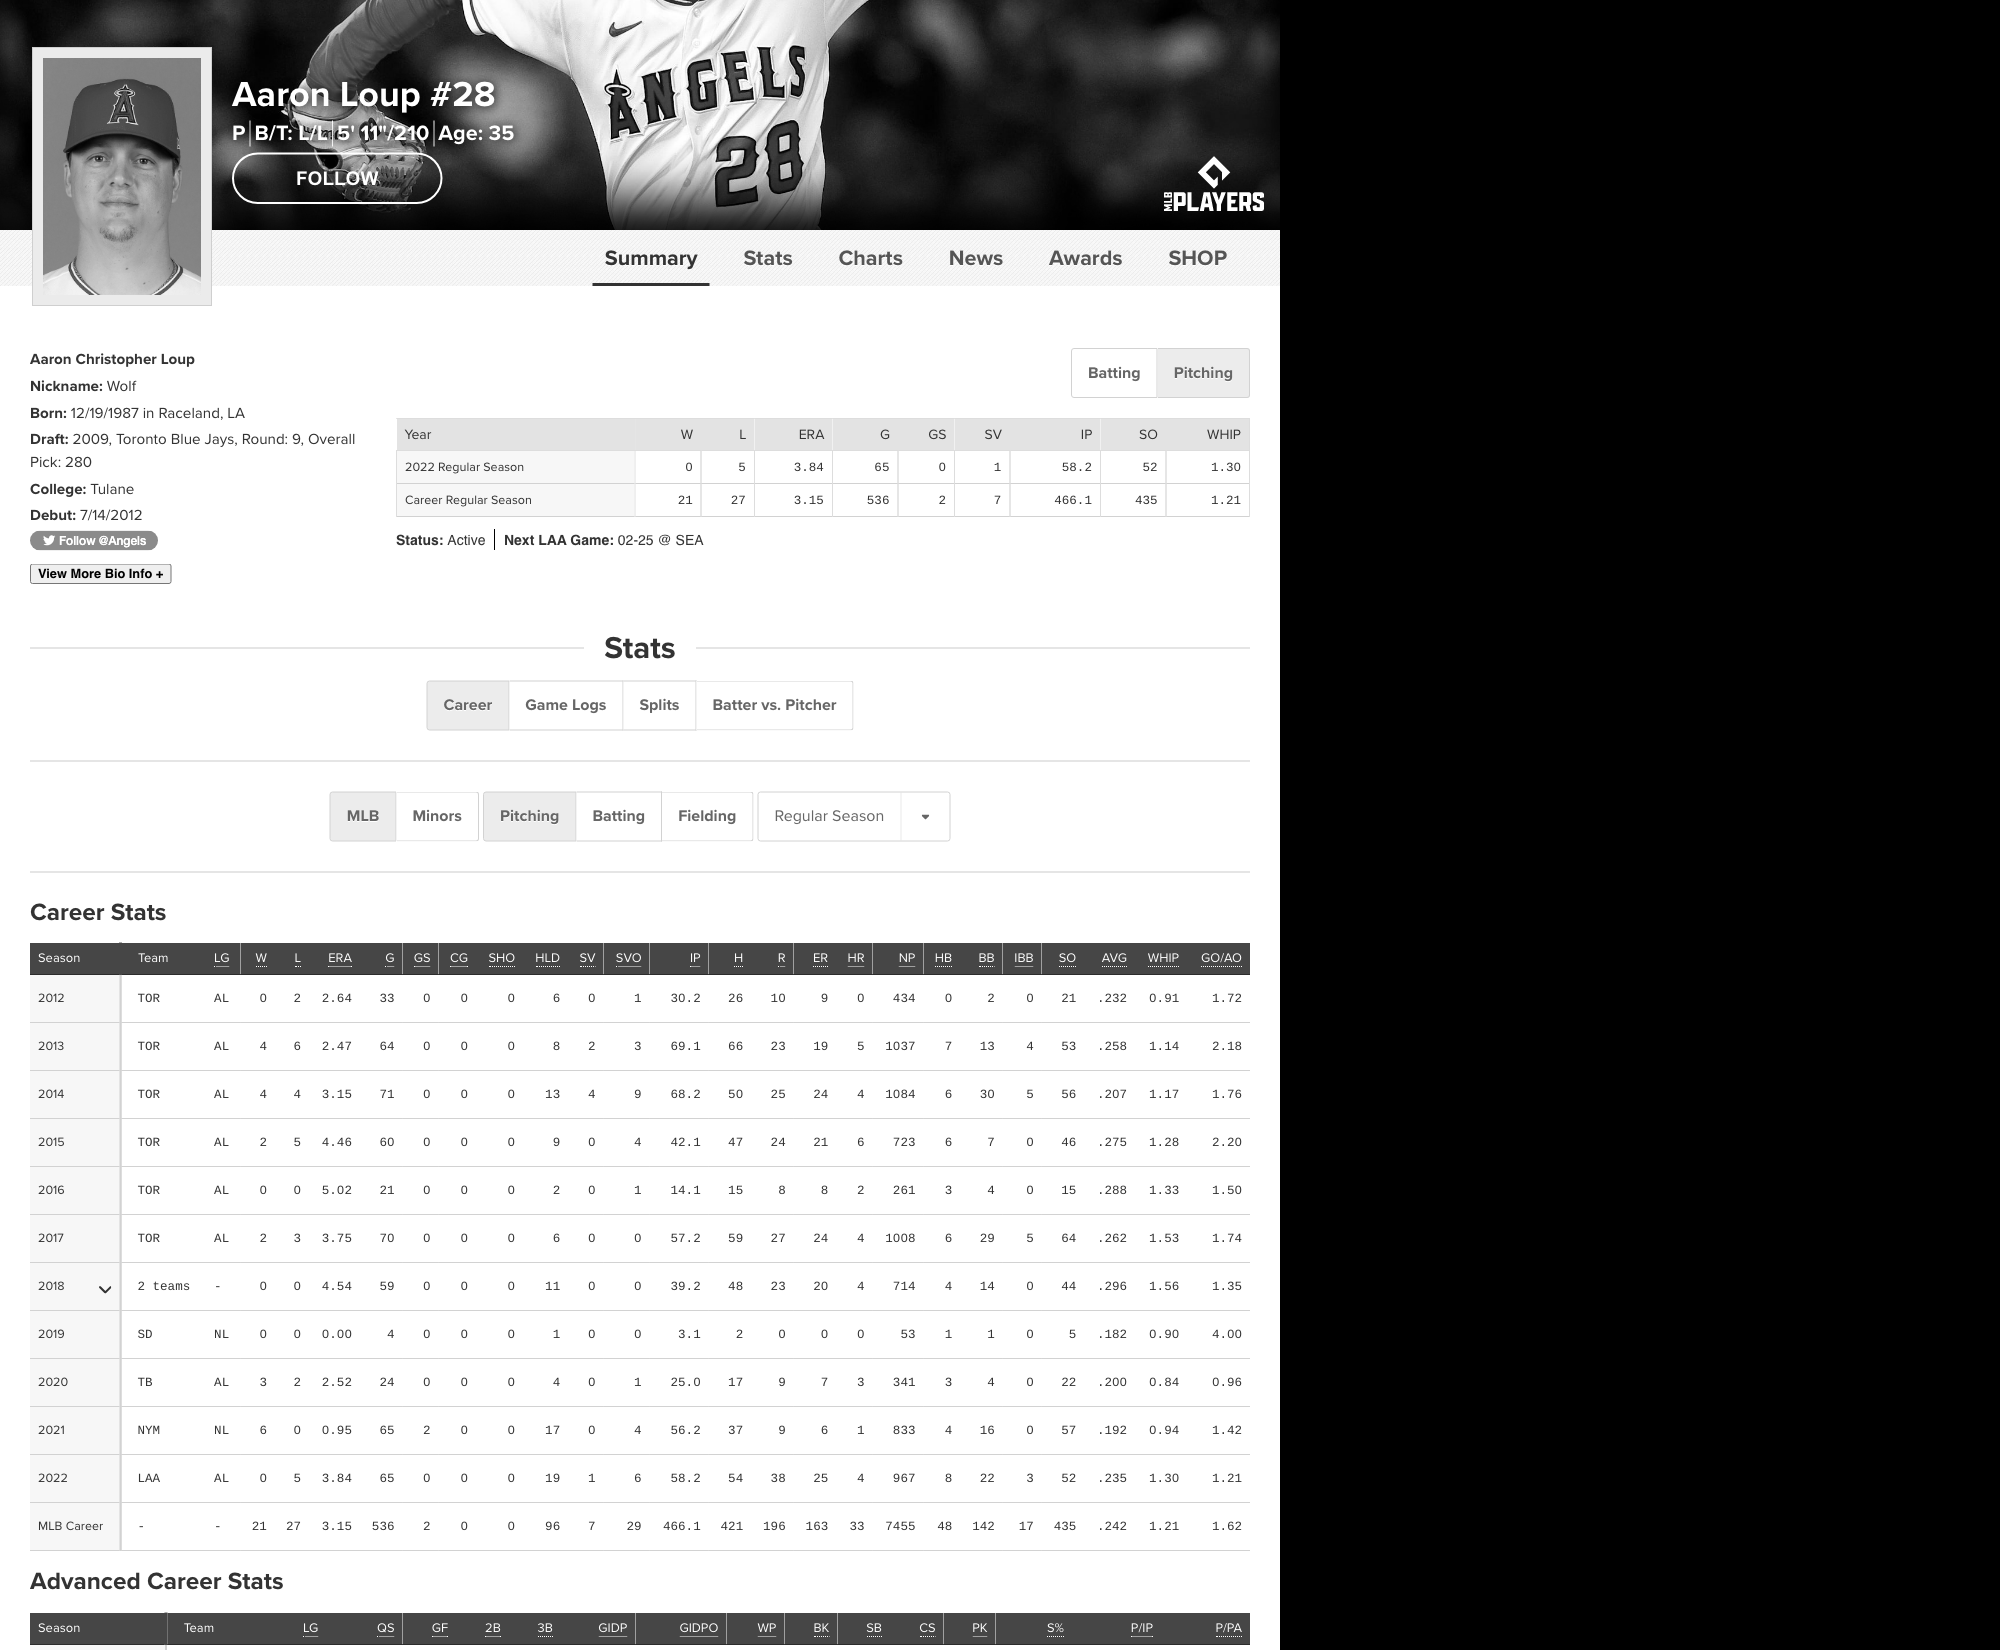 ANGELS
28
Aaron Loup #28
P B/T: L/L 5' 11"/210 Age: 35
FOLLOW
MLB PLAYERS
Summary Stats Charts News Awards SHOP
Aaron Christopher Loup
Nickname: Wolf
Born: 12/19/1987 in Raceland, LA
Draft: 2009, Toronto Blue Jays, Round: 9, Overall
Pick: 280
College: Tulane
Debut: 7/14/2012
Follow @Angels
View More Bio Info +
Batting Pitching
Year W L ERA G GS SV IP SO WHIP
2022 Regular Season 0 5 3.84 65 0 1 58.2 52 1.30
Career Regular Season 21 27 3.15 536 2 7 466.1 435 1.21
Status: Active Next LAA Game: 02-25 @ SEA
Stats
Career Game Logs Splits Batter vs. Pitcher
MLB Minors Pitching Batting Fielding Regular Season
Career Stats
Season Team LG W L ERA G GS CG SHO HLD SV SVO IP H R ER HR NP HB BB IBB SO AVG WHIP GO/AO
2012 TOR AL 0 2 2.64 33 0 0 0 6 0 1 30.2 26 10 9 0 434 0 2 0 21 .232 0.91 1.72
2013 TOR AL 4 6 2.47 64 0 0 0 8 2 3 69.1 66 23 19 5 1037 7 13 4 53 .258 1.14 2.18
2014 TOR AL 4 4 3.15 71 0 0 0 13 4 9 68.2 50 25 24 4 1084 6 30 5 56 .207 1.17 1.76
2015 TOR AL 2 5 4.46 60 0 0 0 9 0 4 42.1 47 24 21 6 723 6 7 0 46 .275 1.28 2.20
2016 TOR AL 0 0 5.02 21 0 0 0 2 0 1 14.1 15 8 8 2 261 3 4 0 15 .288 1.33 1.50
2017 TOR AL 2 3 3.75 70 0 0 0 6 0 0 57.2 59 27 24 4 1008 6 29 5 64 .262 1.53 1.74
2018 2 teams - 0 0 4.54 59 0 0 0 11 0 0 39.2 48 23 20 4 714 4 14 0 44 .296 1.56 1.35
2019 SD NL 0 0 0.00 4 0 0 0 1 0 0 3.1 2 0 0 0 53 1 1 0 5 .182 0.90 4.00
2020 TB AL 3 2 2.52 24 0 0 0 4 0 1 25.0 17 9 7 3 341 3 4 0 22 .200 0.84 0.96
2021 NYM NL 6 0 0.95 65 2 0 0 17 0 4 56.2 37 9 6 1 833 4 16 0 57 .192 0.94 1.42
2022 LAA AL 0 5 3.84 65 0 0 0 19 1 6 58.2 54 38 25 4 967 8 22 3 52 .235 1.30 1.21
MLB Career - - 21 27 3.15 536 2 0 0 96 7 29 466.1 421 196 163 33 7455 48 142 17 435 .242 1.21 1.62
Advanced Career Stats
Season Team LG QS GF 2B 3B GIDP GIDPO WP BK SB CS PK S% P/IP P/PA